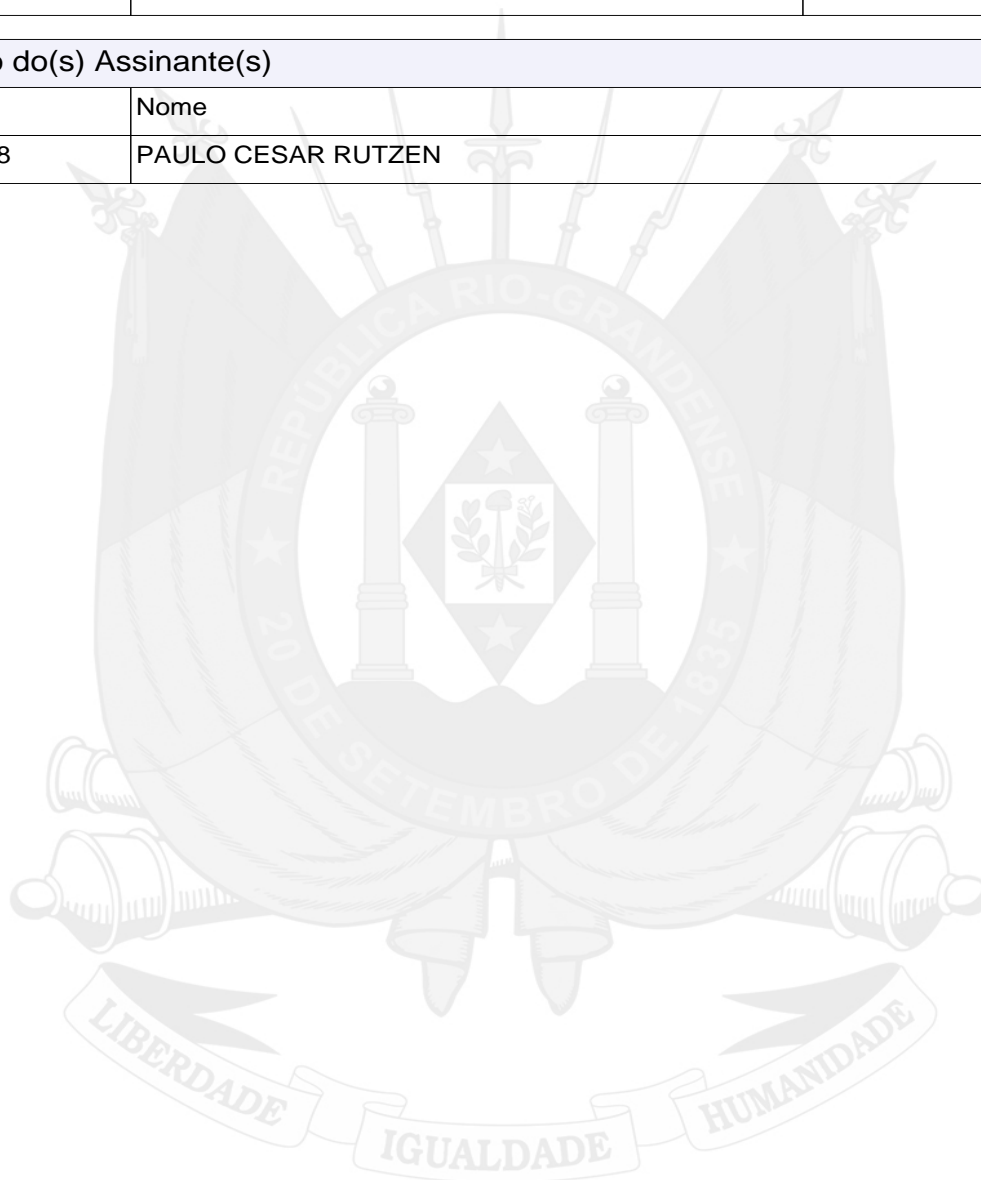 o do(s) Assinante(s)
Nome
8 PAULO CESAR RUTZEN
REPÚBLICA RIO-GRANDENSE
★ 20 DE SETEMBRO DE 1835 ★
LIBERDADE
IGUALDADE
HUMANIDADE